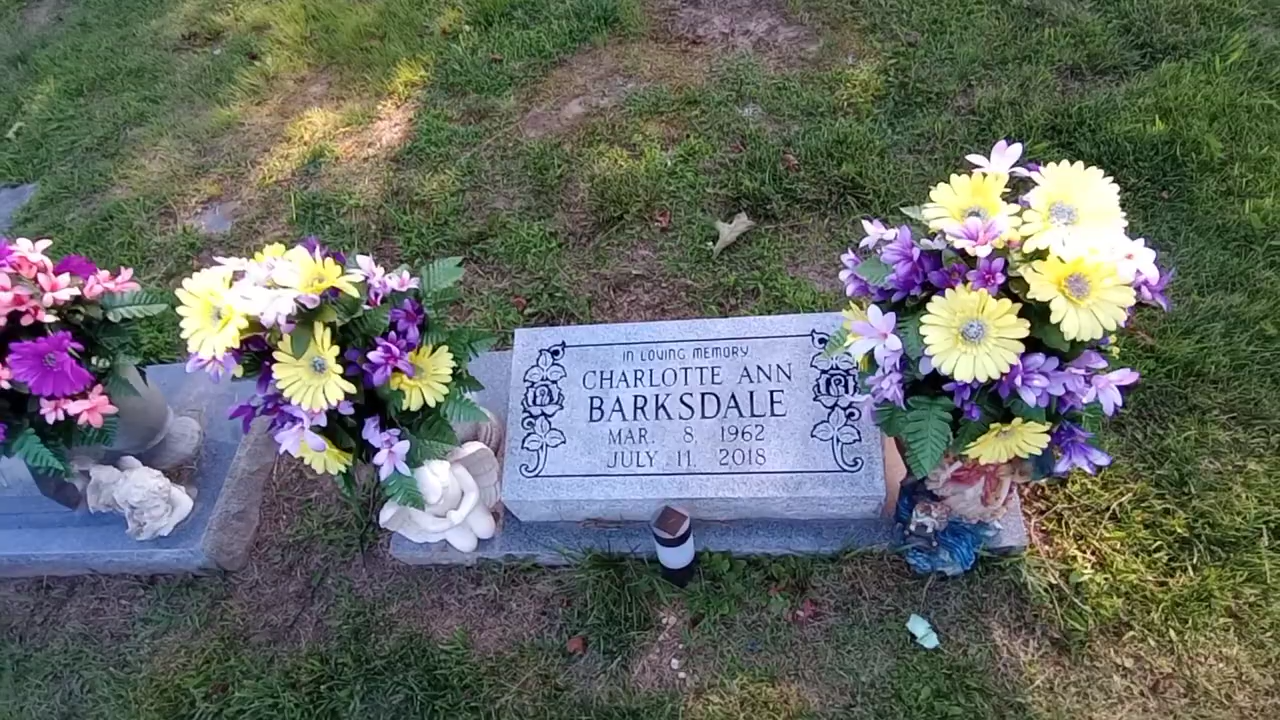 IN LOVING MEMORY
CHARLOTTE ANN
BARKSDALE
MAR. 8, 1962
JULY 11, 2018